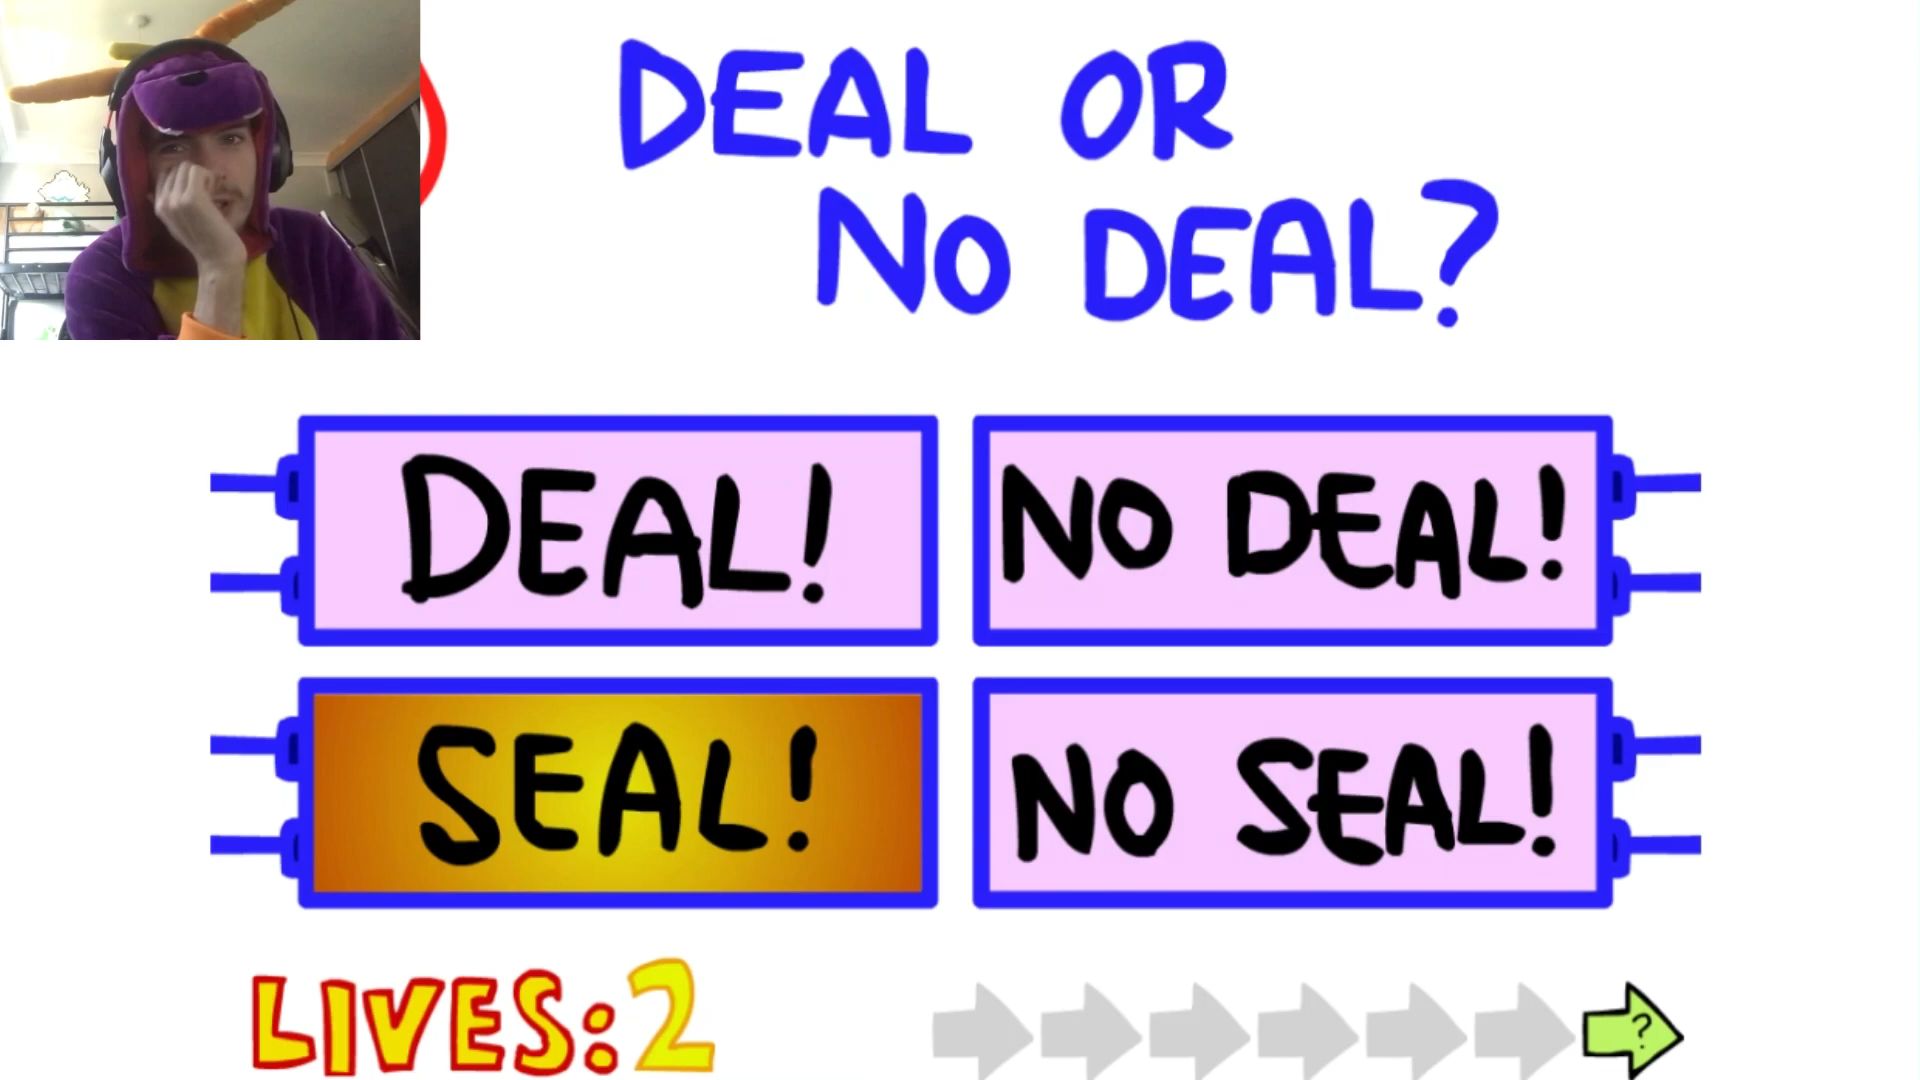 DEAL OR
NO DEAL?
DEAL!
NO DEAL!
SEAL!
NO SEAL!
LIVES:2
?